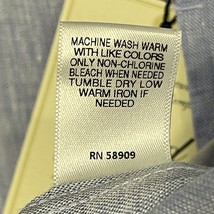 MACHINE WASH WARM
WITH LIKE COLORS
ONLY NON-CHLORINE
BLEACH WHEN NEEDED
TUMBLE DRY LOW
WARM IRON IF
NEEDED
RN 58909